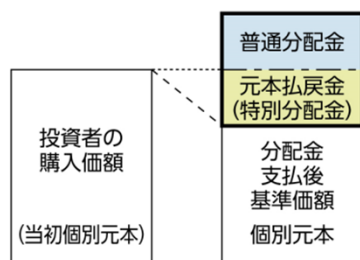 普通分配金
元本払戻金
(特別分配金)
投資者の
購入価額
(当初個別元本)
分配金
支払後
基準価額
個別元本